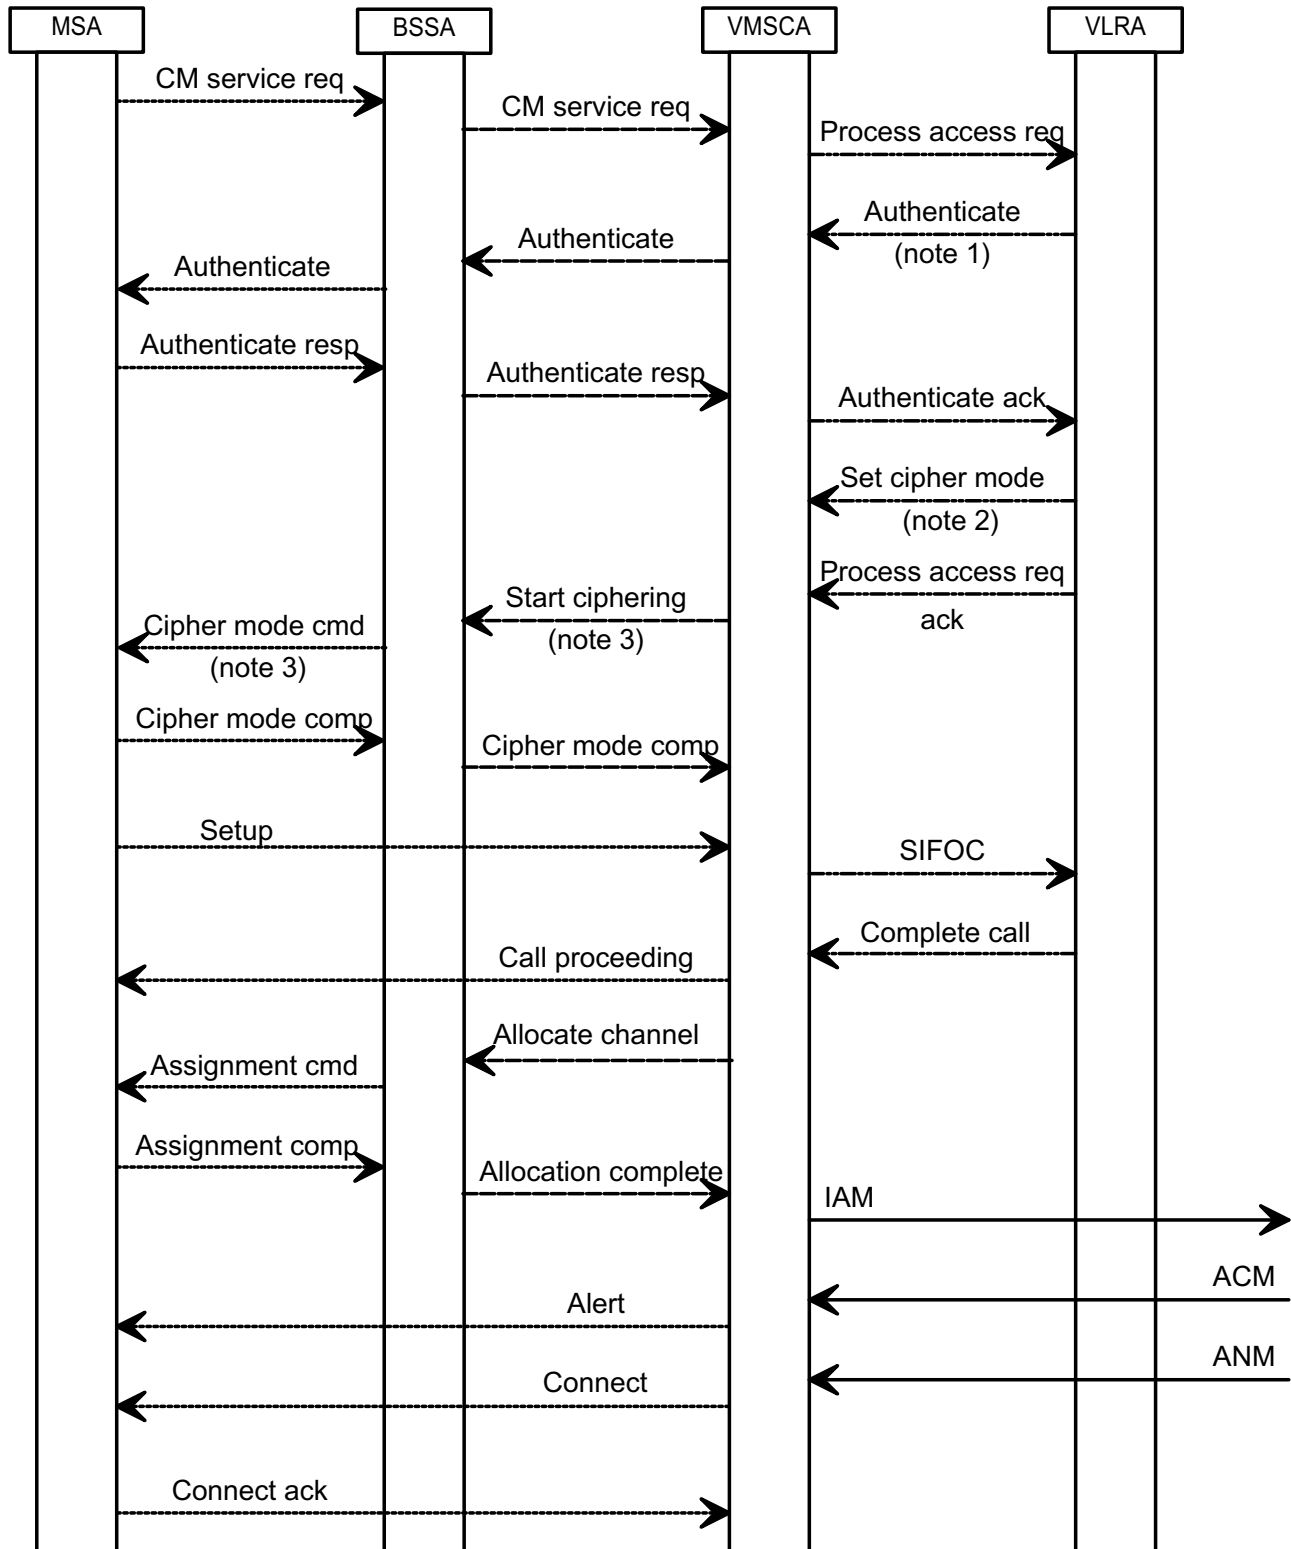 MSA
BSSA
VMSCA
VLRA
CM service req
CM service req
Process access req
Authenticate
(note 1)
Authenticate
Authenticate
Authenticate resp
Authenticate resp
Authenticate ack
Set cipher mode
(note 2)
Process access req
ack
Start ciphering
(note 3)
Cipher mode cmd
(note 3)
Cipher mode comp
Cipher mode comp
Setup
SIFOC
Complete call
Call proceeding
Allocate channel
Assignment cmd
Assignment comp
Allocation complete
IAM
ACM
Alert
ANM
Connect
Connect ack